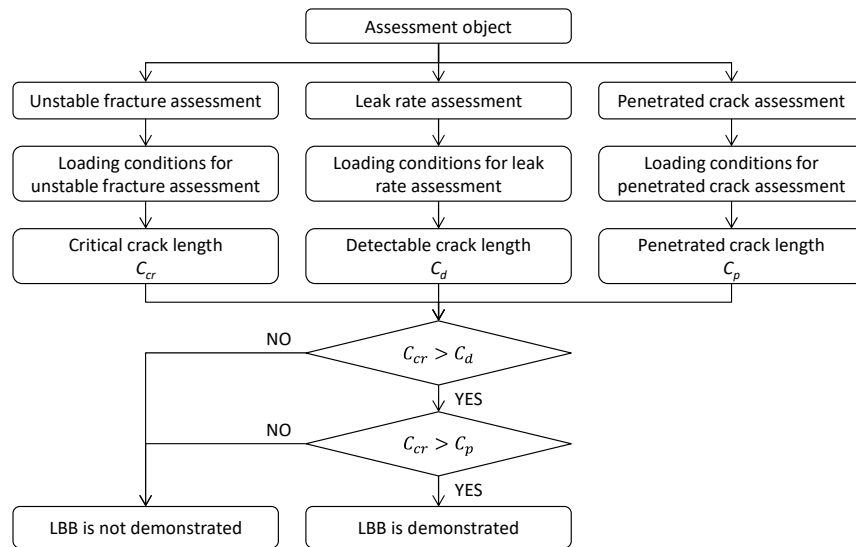 Assessment object
Unstable fracture assessment
Leak rate assessment
Penetrated crack assessment
Loading conditions for
unstable fracture assessment
Loading conditions for leak
rate assessment
Loading conditions for
penetrated crack assessment
Critical crack length
C_cr
Detectable crack length
C_d
Penetrated crack length
C_p
NO
C_cr > C_d
YES
NO
C_cr > C_p
YES
LBB is not demonstrated
LBB is demonstrated